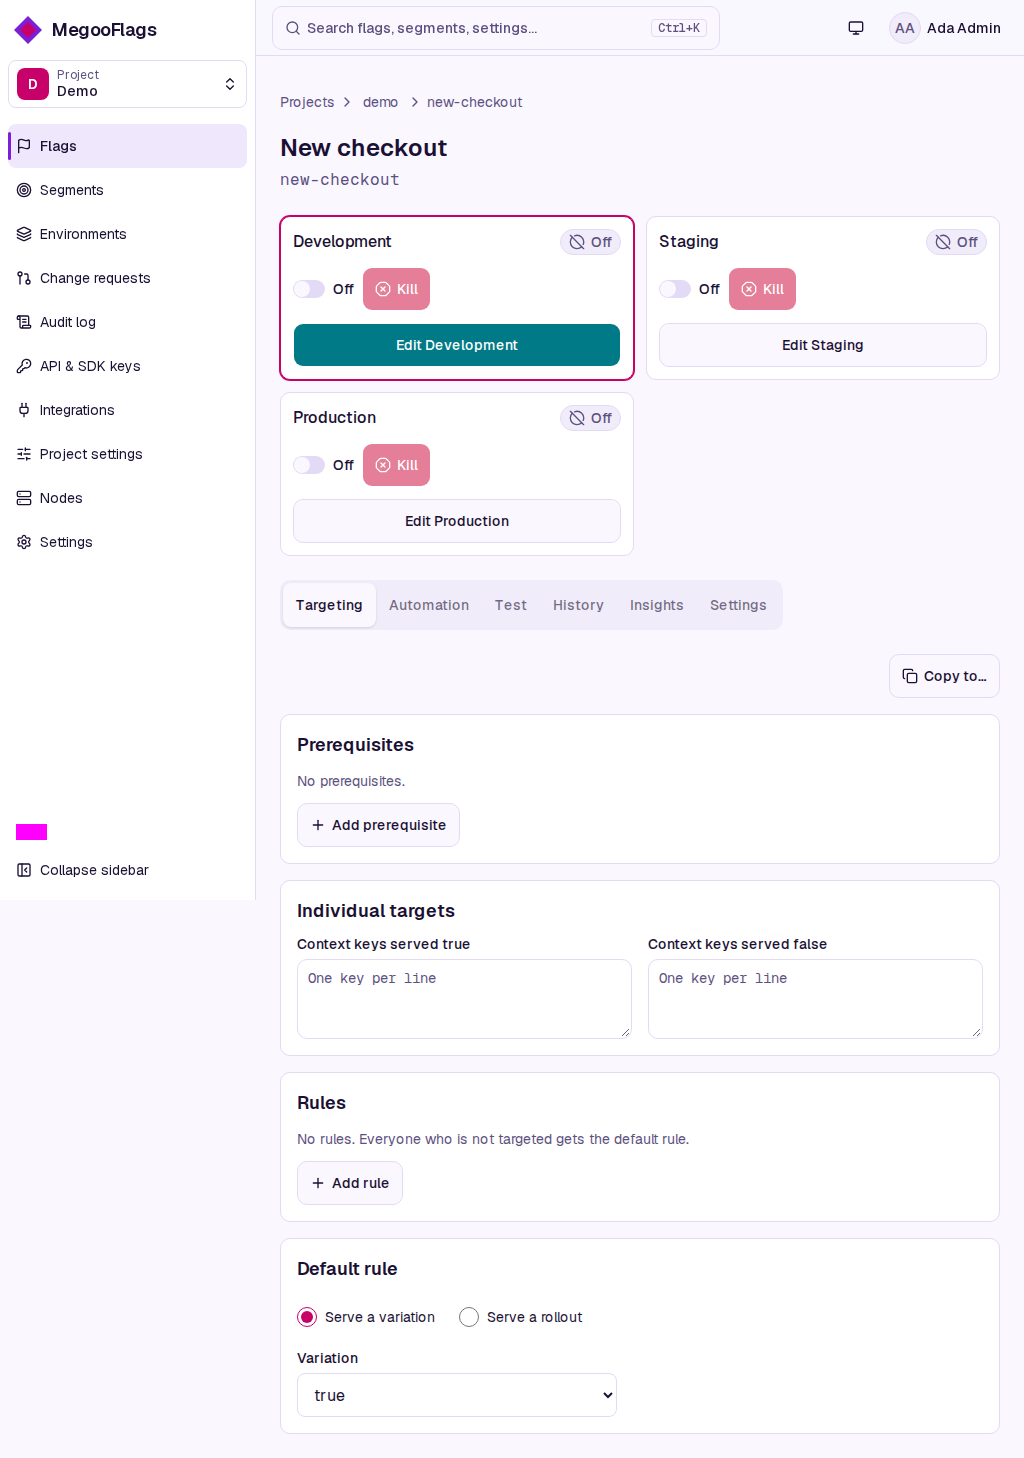 MegooFlags
Search flags, segments, settings...
Ctrl+K
AA
Ada Admin
D
Project
Demo
Flags
Segments
Environments
Change requests
Audit log
API & SDK keys
Integrations
Project settings
Nodes
Settings
Collapse sidebar
Projects
demo
new-checkout
New checkout
new-checkout
Development
Off
Off
Kill
Edit Development
Staging
Off
Off
Kill
Edit Staging
Production
Off
Off
Kill
Edit Production
Targeting
Automation
Test
History
Insights
Settings
Copy to...
Prerequisites
No prerequisites.
Add prerequisite
Individual targets
Context keys served true
One key per line
Context keys served false
One key per line
Rules
No rules. Everyone who is not targeted gets the default rule.
Add rule
Default rule
Serve a variation
Serve a rollout
Variation
true